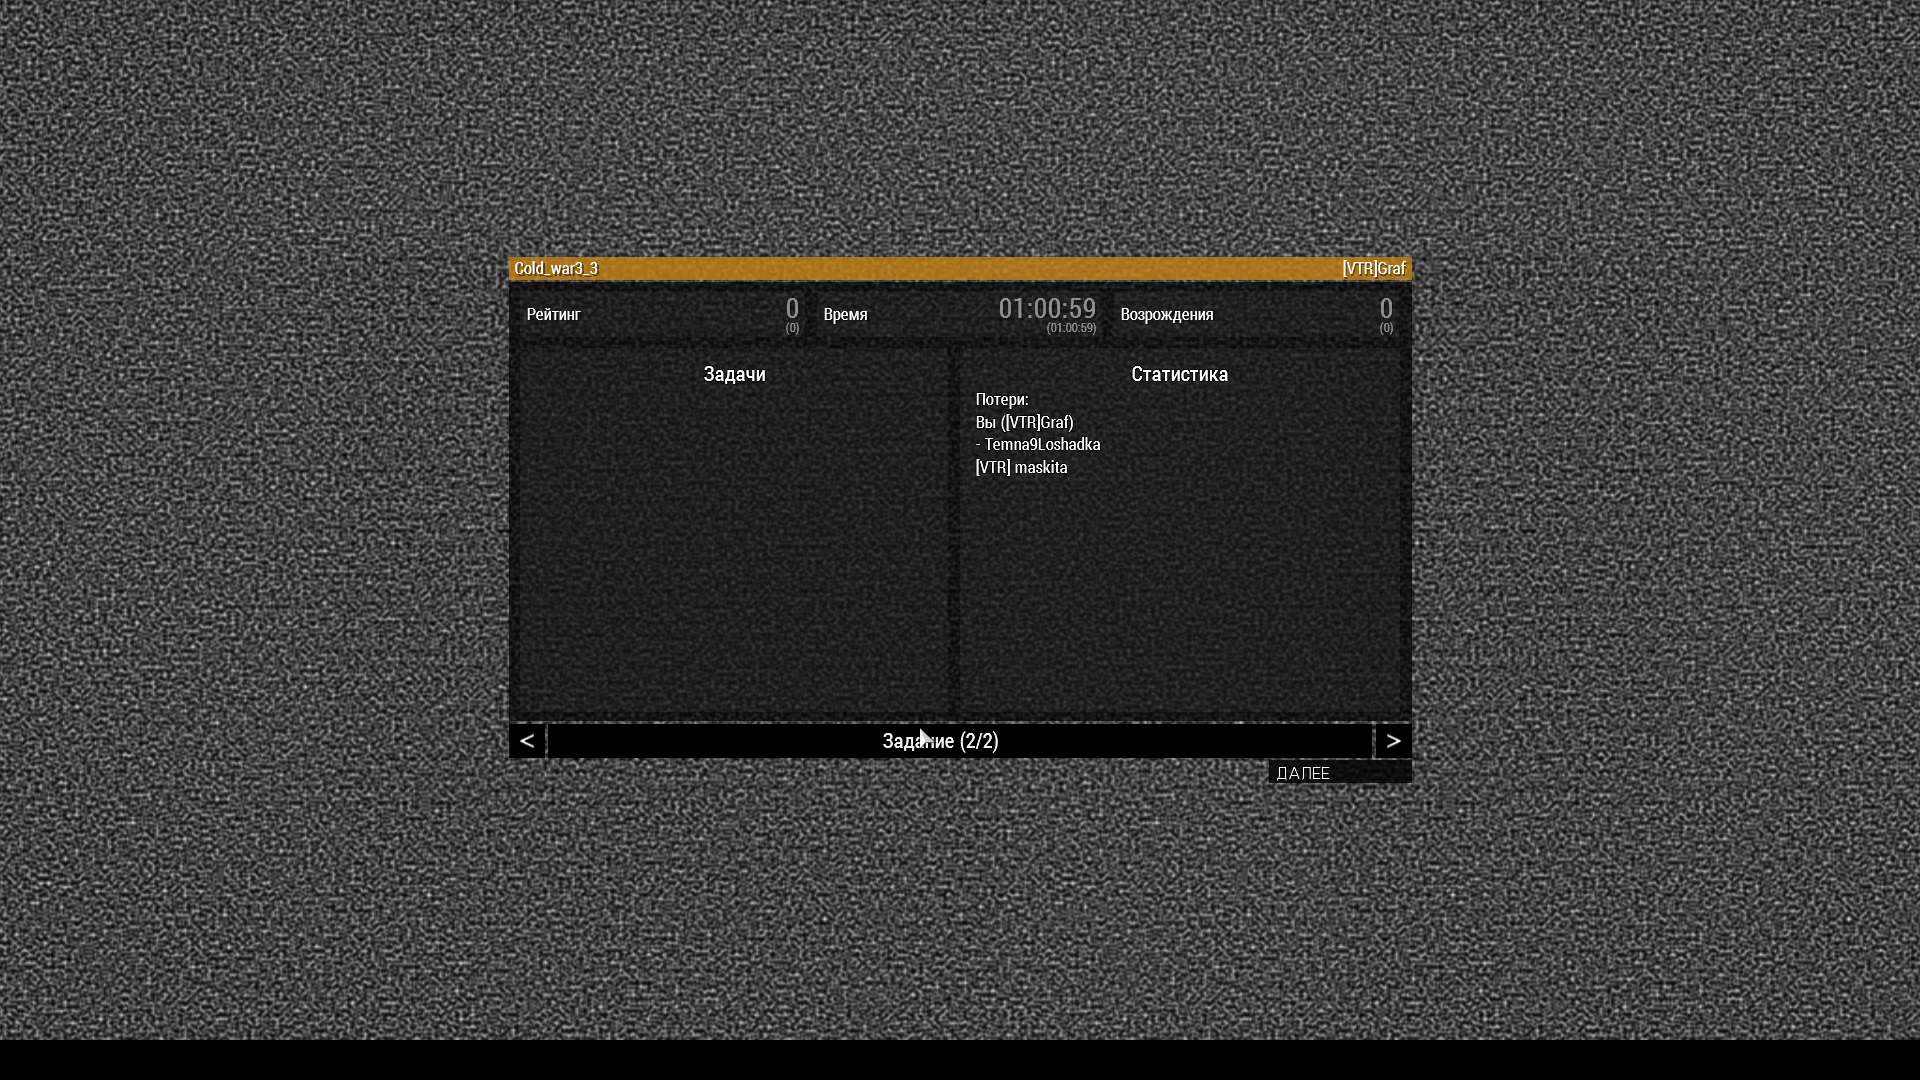 Cold_war3_3 [VTR]Graf
Рейтинг 0 (0) Время 01:00:59 (01:00:59) Возрождения 0 (0)
Задачи
Статистика
Потери:
Вы ([VTR]Graf)
- Temna9Loshadka
[VTR] maskita
< Задание (2/2) >
ДАЛЕЕ